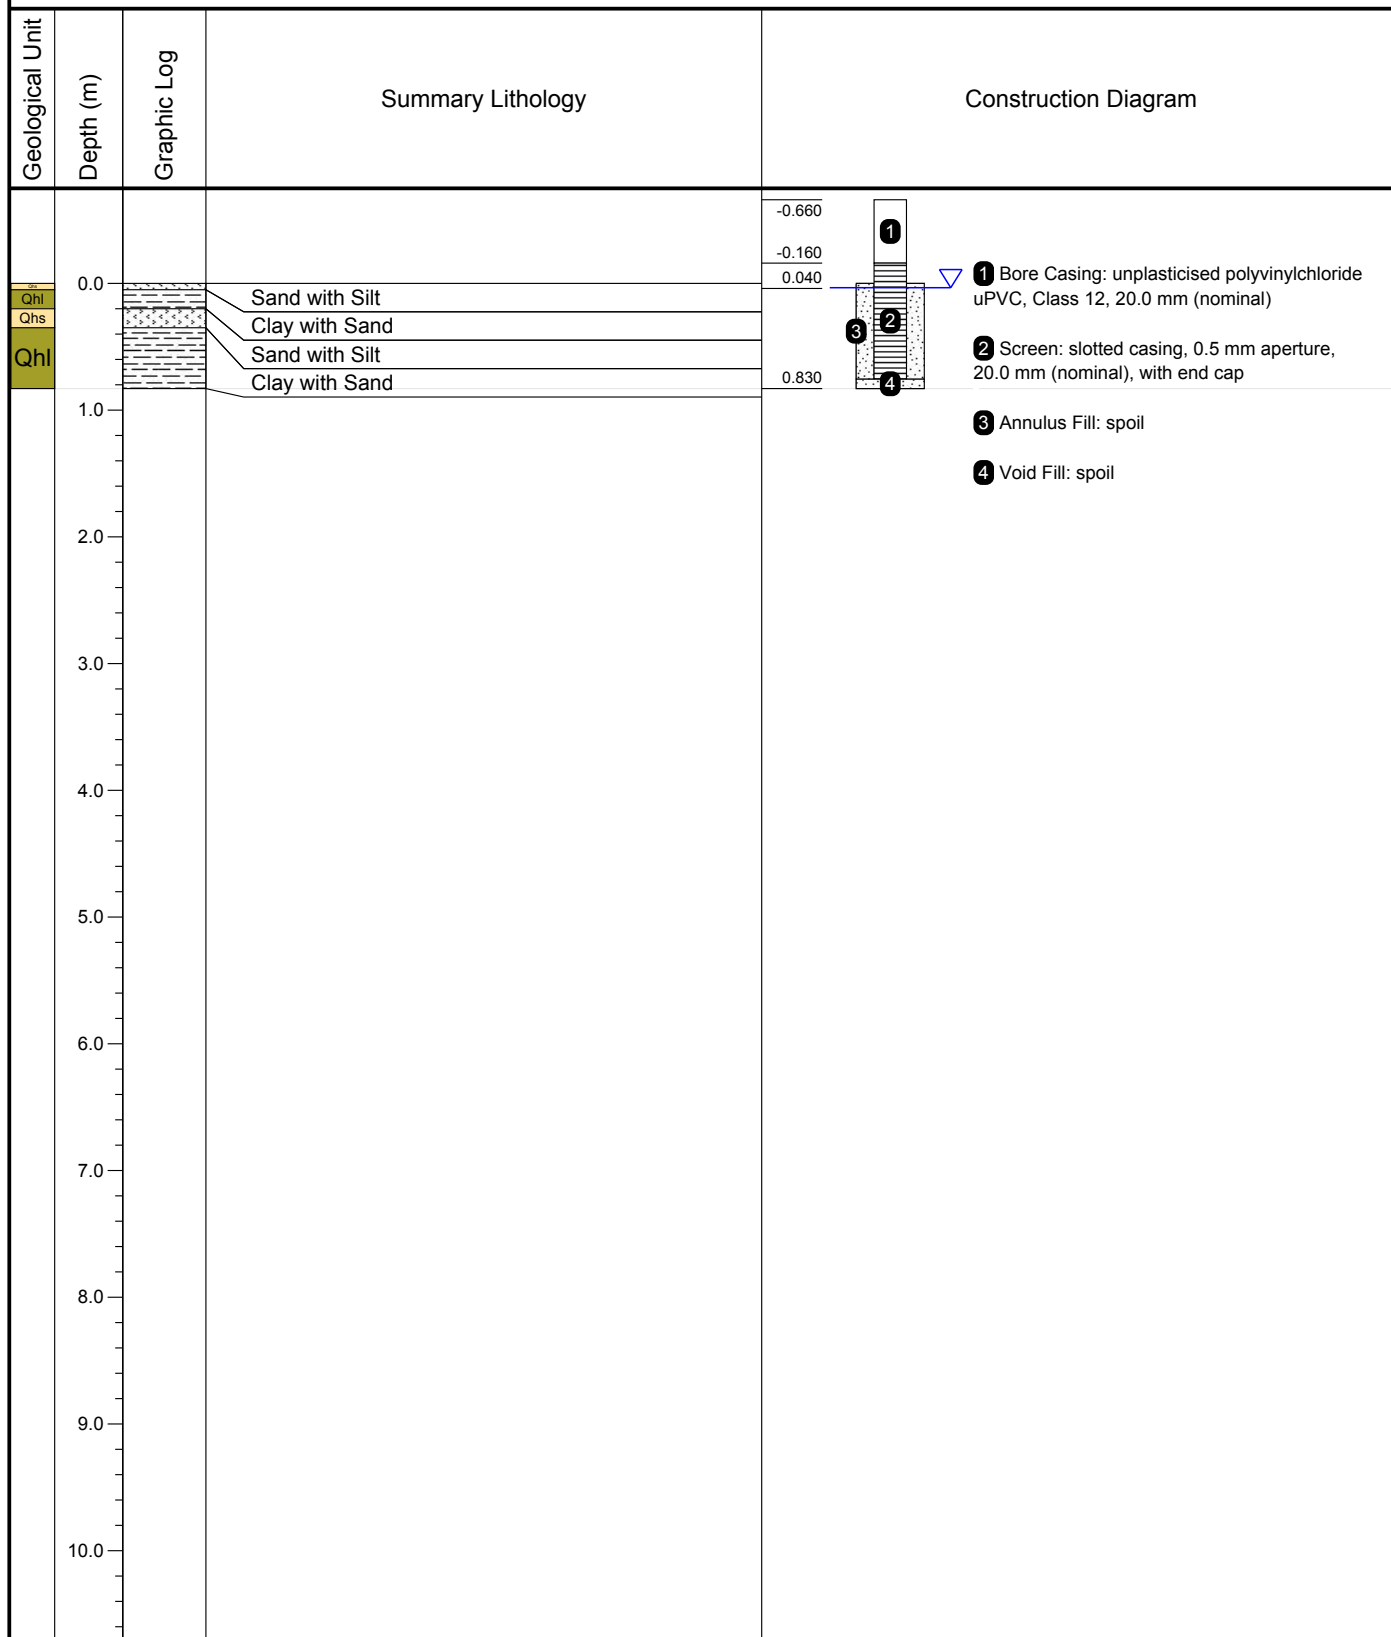 Geological Unit
Depth (m)
Graphic Log
Summary Lithology
Construction Diagram
-0.660
1
-0.160
0.040
0.0
Qhs
Qhl
Qhs
Qhl
Sand with Silt
Clay with Sand
Sand with Silt
Clay with Sand
2
3
0.830
4
1 Bore Casing: unplasticised polyvinylchloride
uPVC, Class 12, 20.0 mm (nominal)
2 Screen: slotted casing, 0.5 mm aperture,
20.0 mm (nominal), with end cap
3 Annulus Fill: spoil
4 Void Fill: spoil
1.0
2.0
3.0
4.0
5.0
6.0
7.0
8.0
9.0
10.0